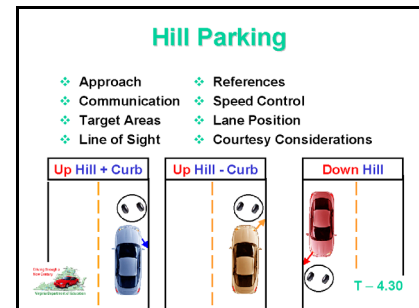 Hill Parking
Approach
Communication
Target Areas
Line of Sight
References
Speed Control
Lane Position
Courtesy Considerations
Up Hill + Curb
Up Hill - Curb
Down Hill
T – 4.30